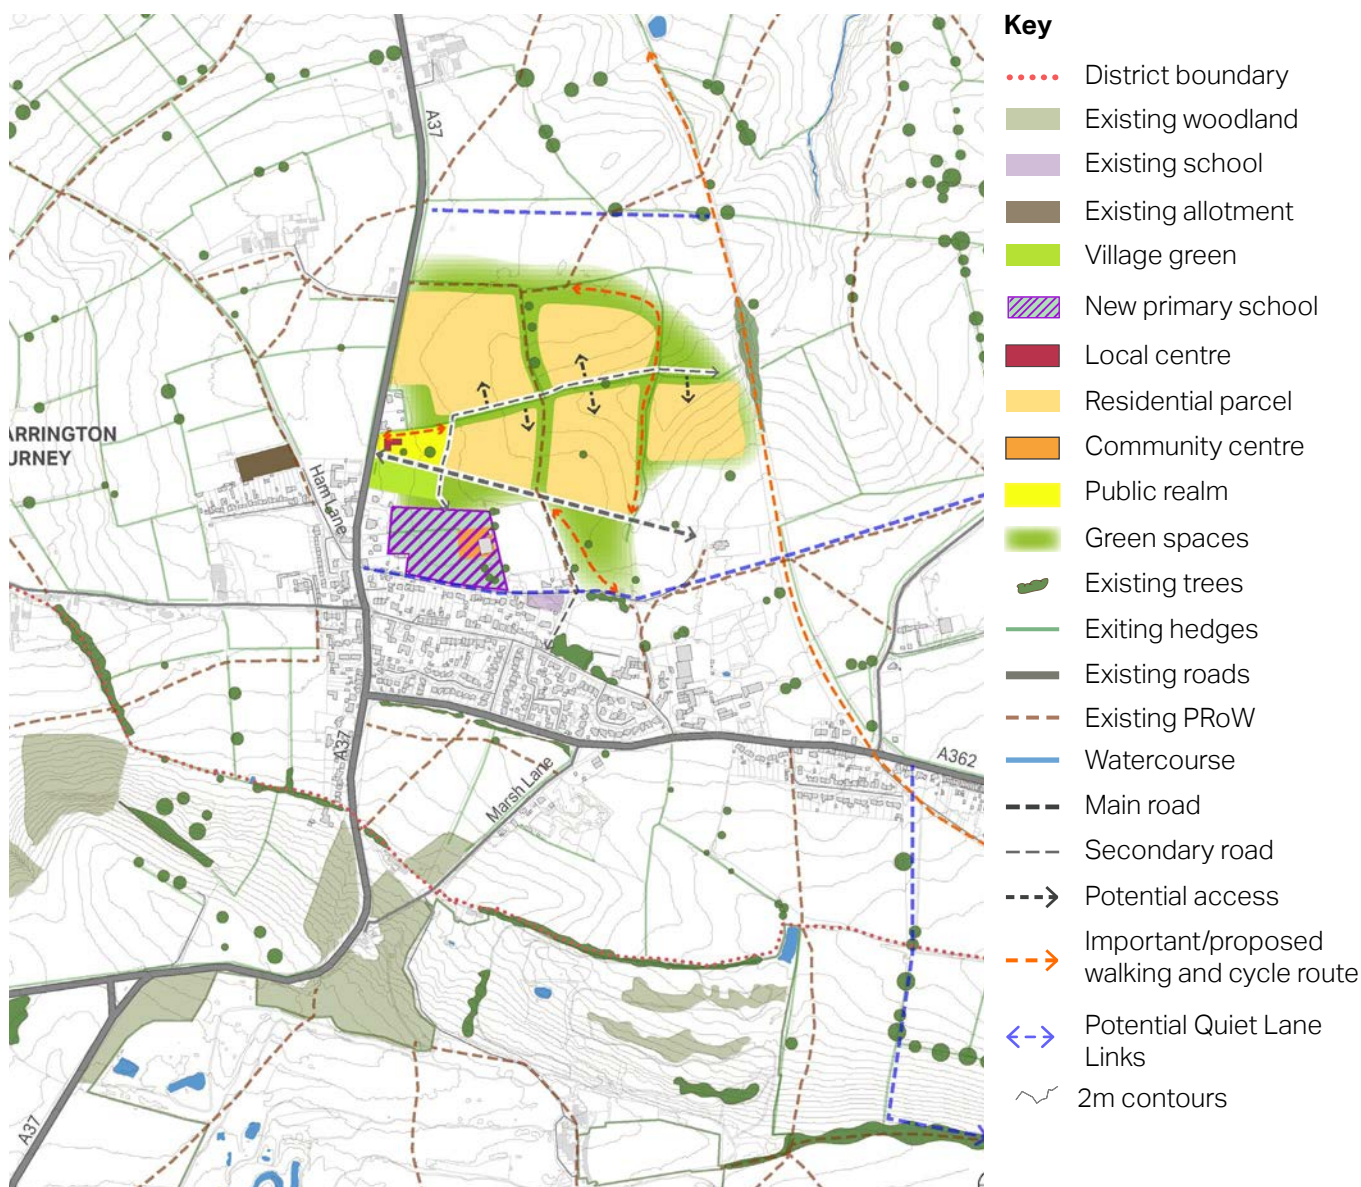 Key
District boundary
Existing woodland
Existing school
Existing allotment
Village green
New primary school
Local centre
Residential parcel
Community centre
Public realm
Green spaces
Existing trees
Exiting hedges
Existing roads
Existing PRoW
Watercourse
Main road
Secondary road
Potential access
Important/proposed
walking and cycle route
Potential Quiet Lane
Links
2m contours
A37
ARRINGTON
URNEY
Ham Lane
A37
A362
Marsh Lane
A37